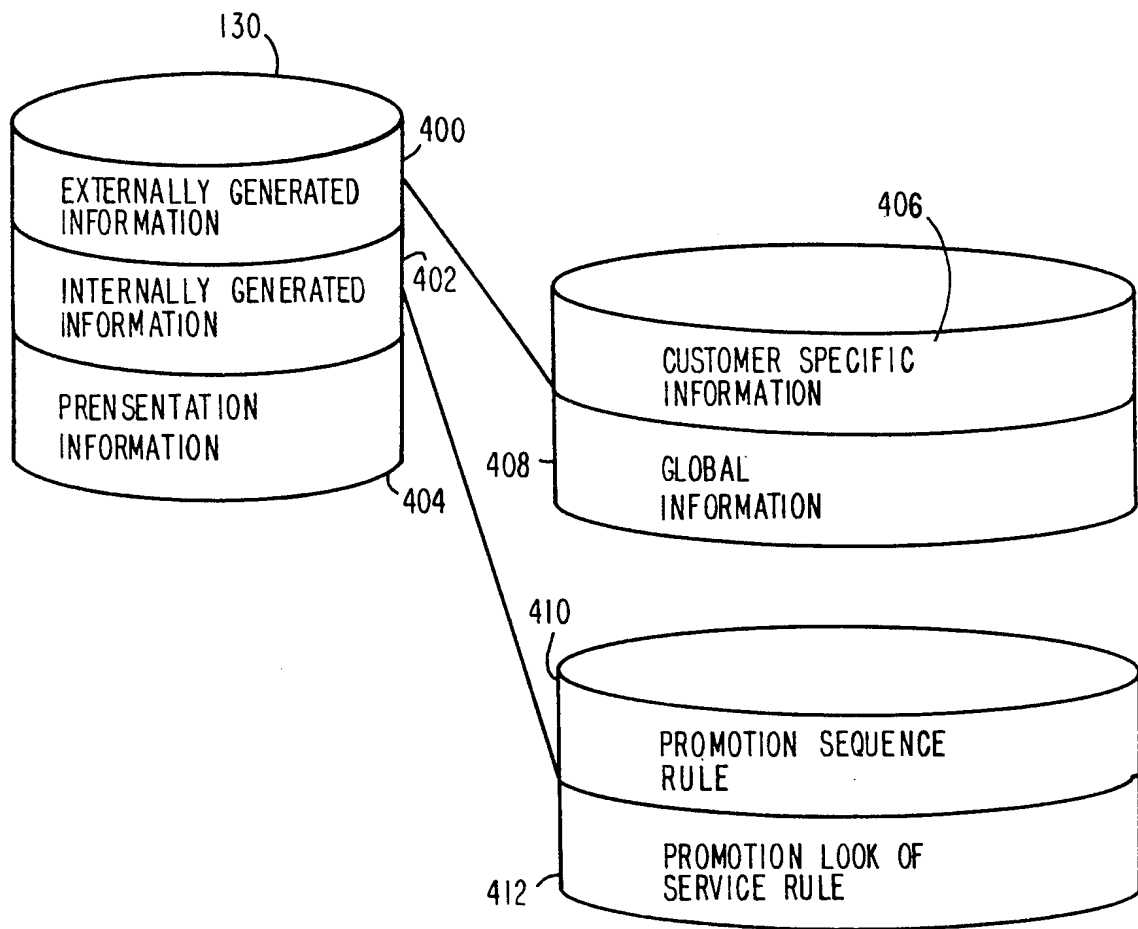 130
400
EXTERNALLY GENERATED
INFORMATION
402
INTERNALLY GENERATED
INFORMATION
PRENSENTATION
INFORMATION
404
406
CUSTOMER SPECIFIC
INFORMATION
408
GLOBAL
INFORMATION
410
PROMOTION SEQUENCE
RULE
PROMOTION LOOK OF
SERVICE RULE
412